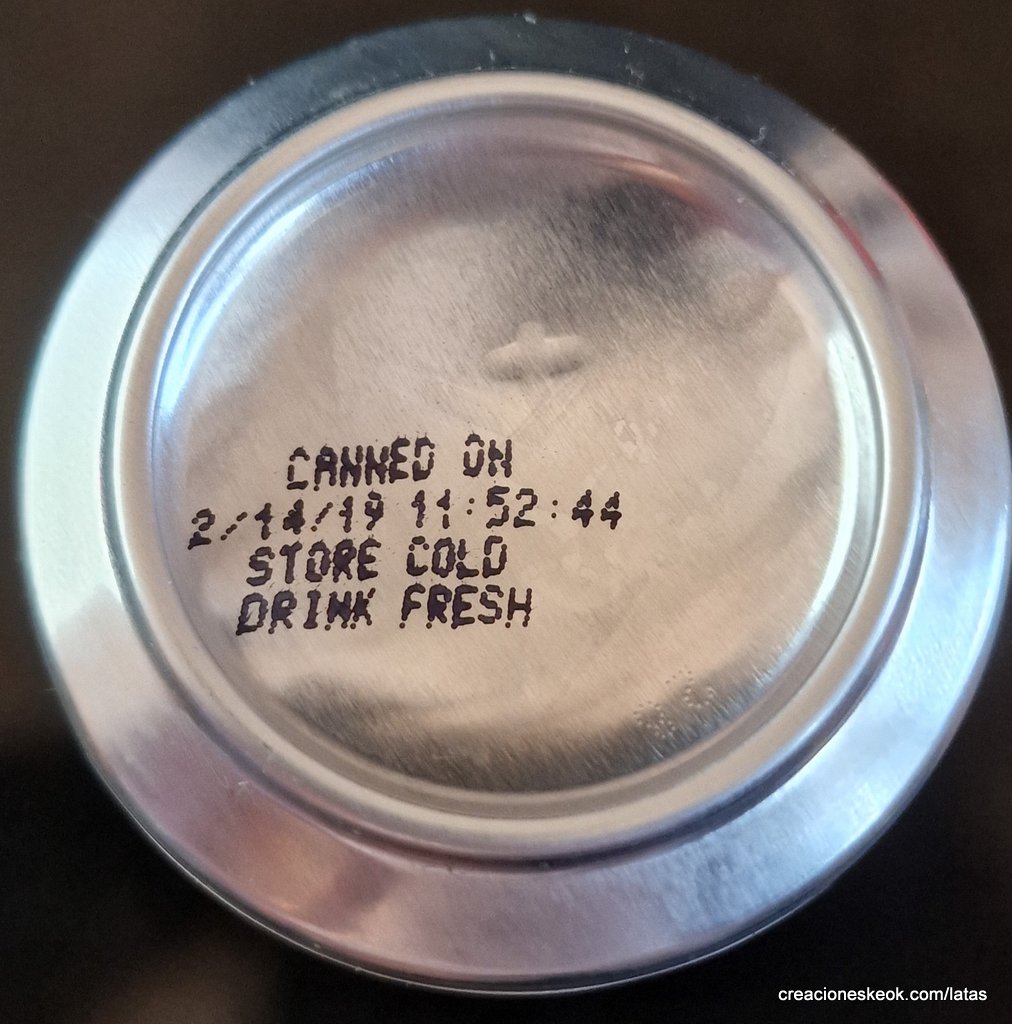 CANNED ON
2/14/19 11:52:44
STORE COLD
DRINK FRESH
creacioneskeok.com/latas